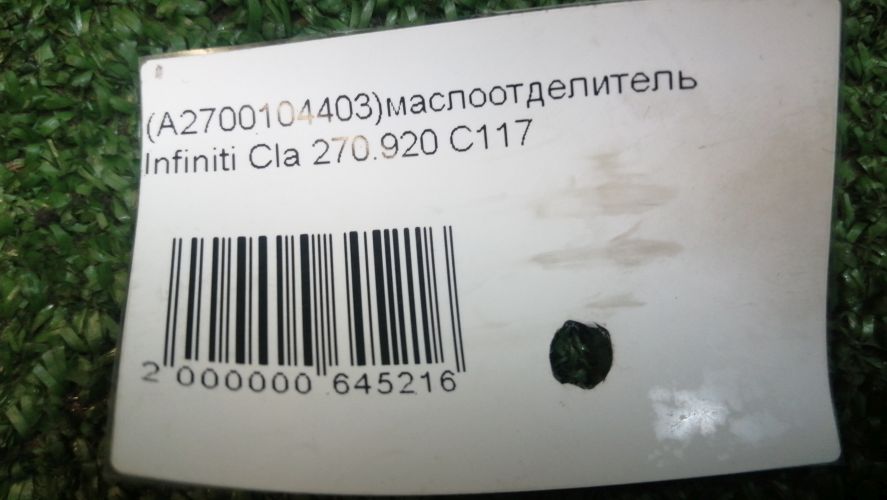 (A2700104403)маслоотделитель
Infiniti Cla 270.920 C117
2 000000 645216